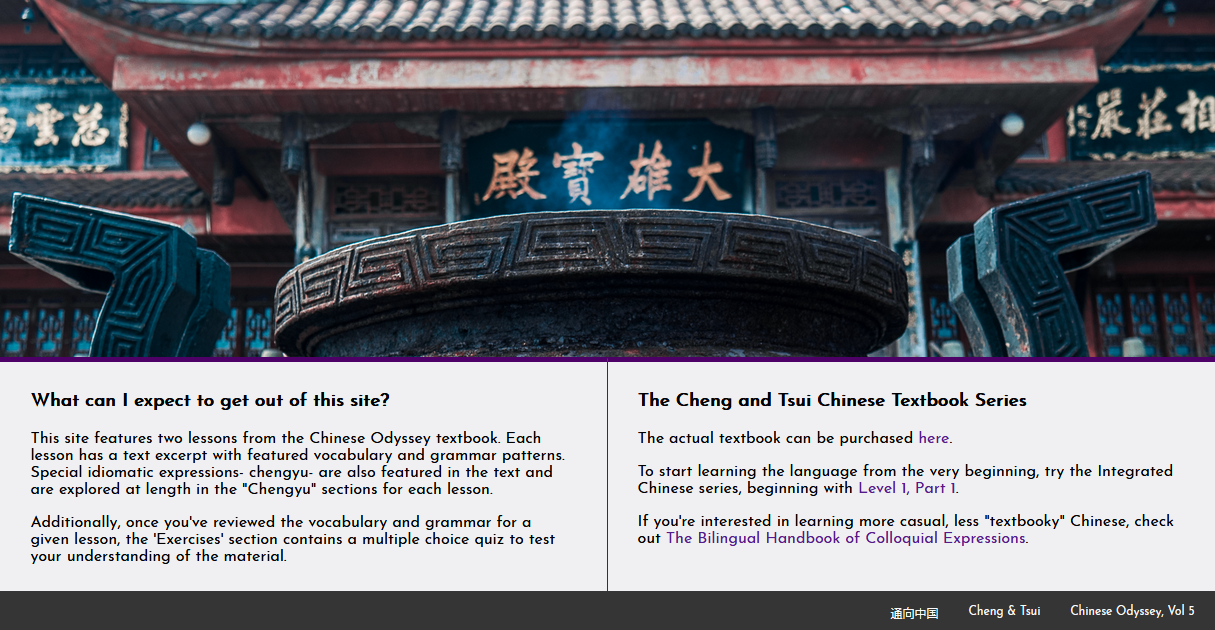 慈雲
大雄寶殿
相莊嚴
What can I expect to get out of this site?
This site features two lessons from the Chinese Odyssey textbook. Each
lesson has a text excerpt with featured vocabulary and grammar patterns.
Special idiomatic expressions- chengyu- are also featured in the text and
are explored at length in the "Chengyu" sections for each lesson.
Additionally, once you've reviewed the vocabulary and grammar for a
given lesson, the 'Exercises' section contains a multiple choice quiz to test
your understanding of the material.
The Cheng and Tsui Chinese Textbook Series
The actual textbook can be purchased here.
To start learning the language from the very beginning, try the Integrated
Chinese series, beginning with Level 1, Part 1.
If you're interested in learning more casual, less "textbooky" Chinese, check
out The Bilingual Handbook of Colloquial Expressions.
通向中国 Cheng & Tsui Chinese Odyssey, Vol 5